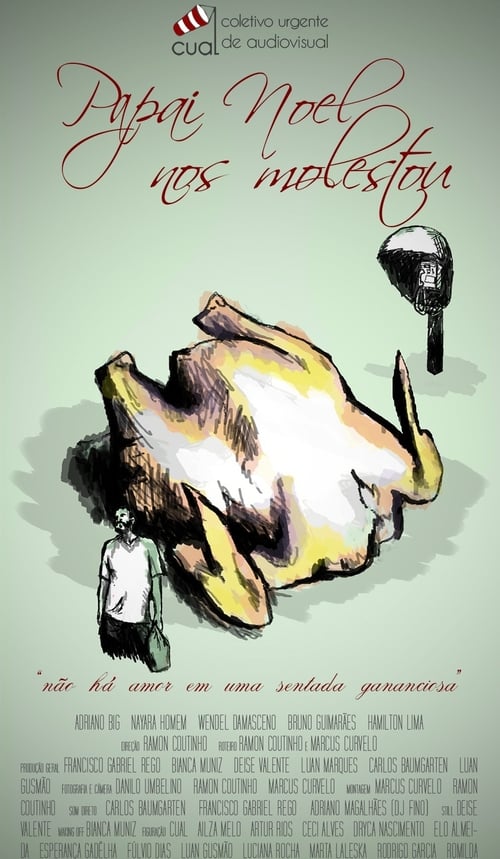 coletivo urgente
CUAL de audiovisual
Papai Noel
nos molestou
"não há amor em uma sentada gananciosa"
ADRIANO BIG NAYARA HOMEM WENDEL DAMASCENO BRUNO GUIMARÃES HAMILTON LIMA
DIREÇÃO RAMON COUTINHO ROTEIRO RAMON COUTINHO E MARCUS CURVELO
PRODUÇÃO GERAL FRANCISCO GABRIEL REGO BIANCA MUNIZ DEISE VALENTE LUAN MARQUES CARLOS BAUMGARTEN LUAN
GUSMÃO FOTOGRAFIA E CÂMERA DANILO UMBELINO RAMON COUTINHO MARCUS CURVELO MONTAGEM MARCUS CURVELO RAMON
COUTINHO SOM DIRETO CARLOS BAUMGARTEN FRANCISCO GABRIEL REGO ADRIANO MAGALHÃES (DJ FINO) STILL DEISE
VALENTE MAKING OFF BIANCA MUNIZ FIGURAÇÃO CUAL AILZA MELO ARTUR RIOS CECI ALVES DRYCA NASCIMENTO ELO ALMEI-
DA ESPERANÇA GADÊLHA FÚLVIO DIAS LUAN GUSMÃO LUCIANA ROCHA MARTA LALESKA RODRIGO GARCIA ROMILDA